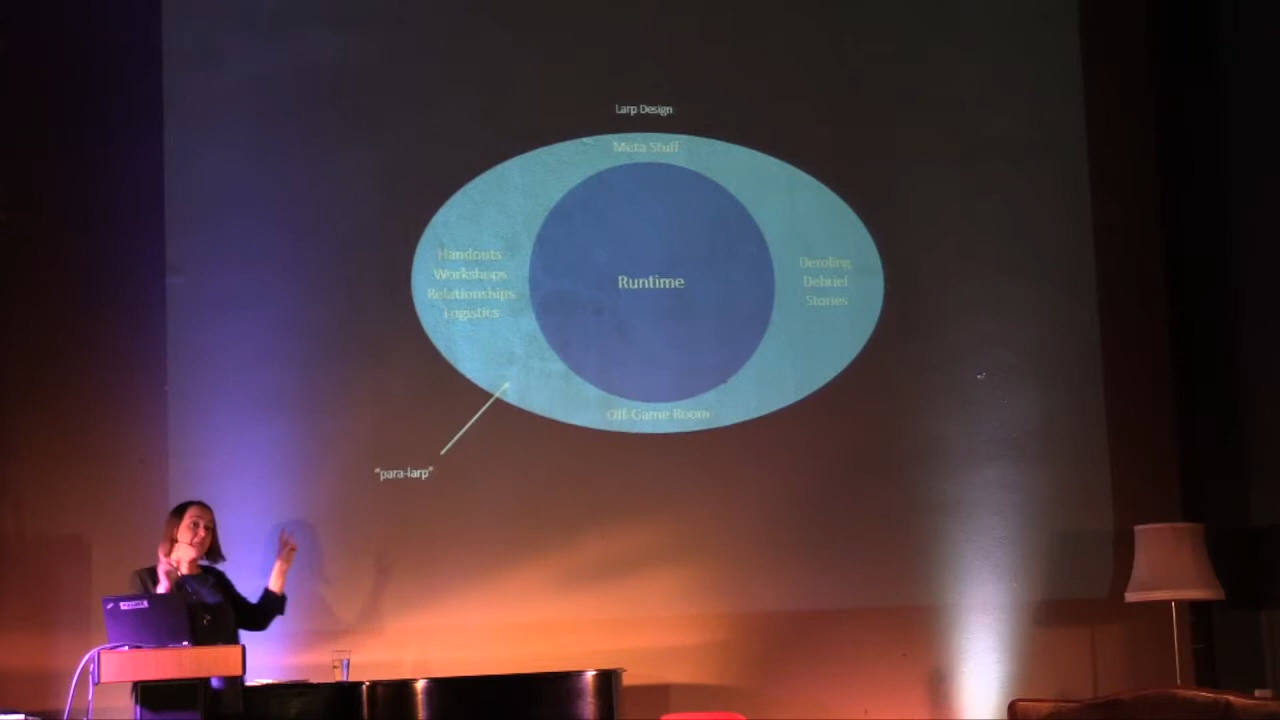 Larp Design
Meta Stuff
Handouts
Workshops
Relationships
Logistics
Runtime
Deroling
Debrief
Stories
Off-Game Room
"para-larp"